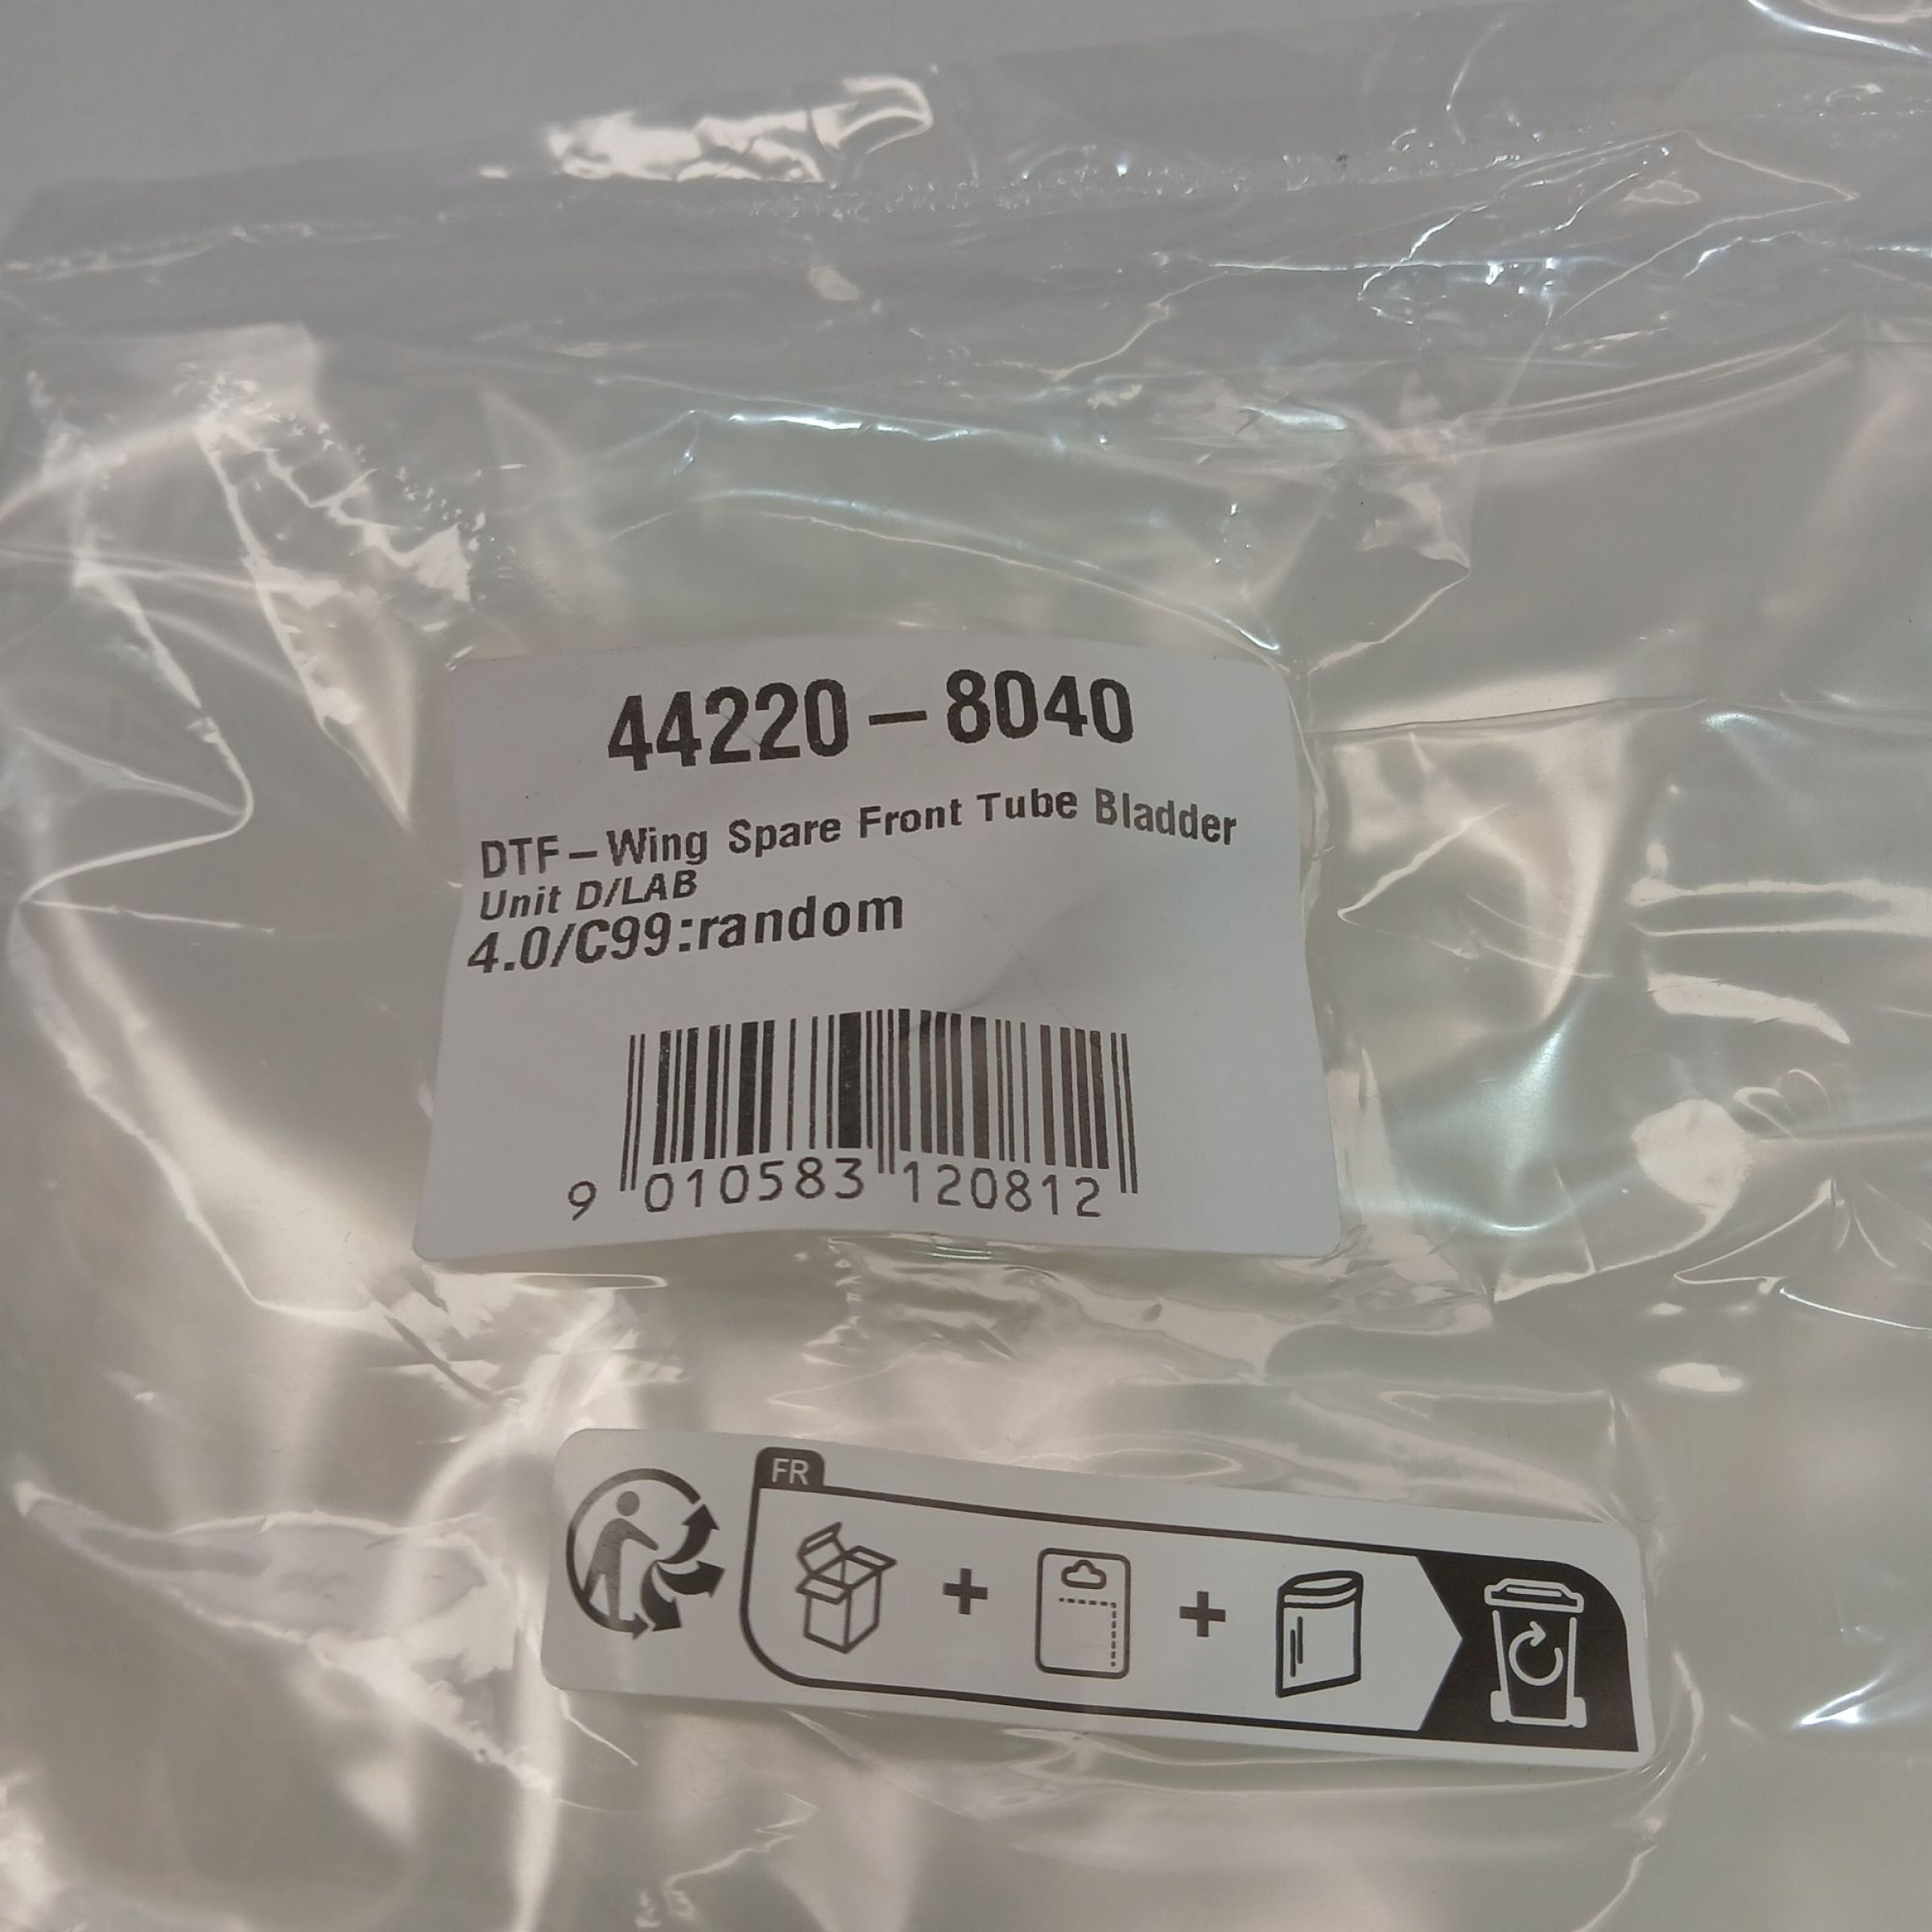 44220-8040
DTF-Wing Spare Front Tube Bladder
Unit D/LAB
4.0/C99:random
9 010583 120812
FR
+ +